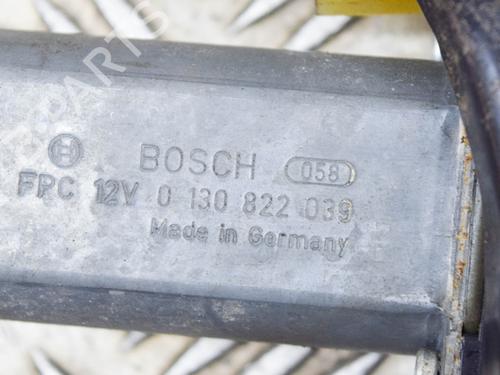 BOSCH 058
FPC 12V 0 130 822 039
Made in Germany